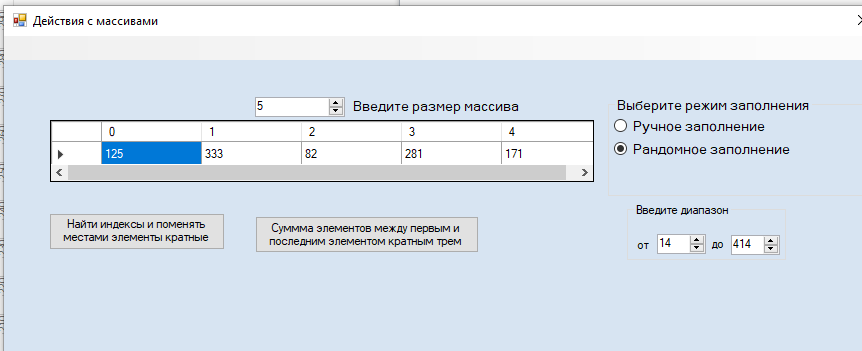 Действия с массивами
5 Введите размер массива
Выберите режим заполнения
0 1 2 3 4
Ручное заполнение
125 333 82 281 171
Рандомное заполнение
Введите диапазон
Найти индексы и поменять
местами элементы кратные
Суммма элементов между первым и
последним элементом кратным трем
от 14 до 414